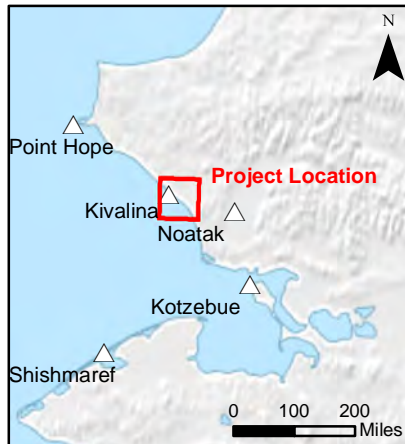 N
Point Hope
Project Location
Kivalina
Noatak
Kotzebue
Shishmaref
0 100 200
Miles